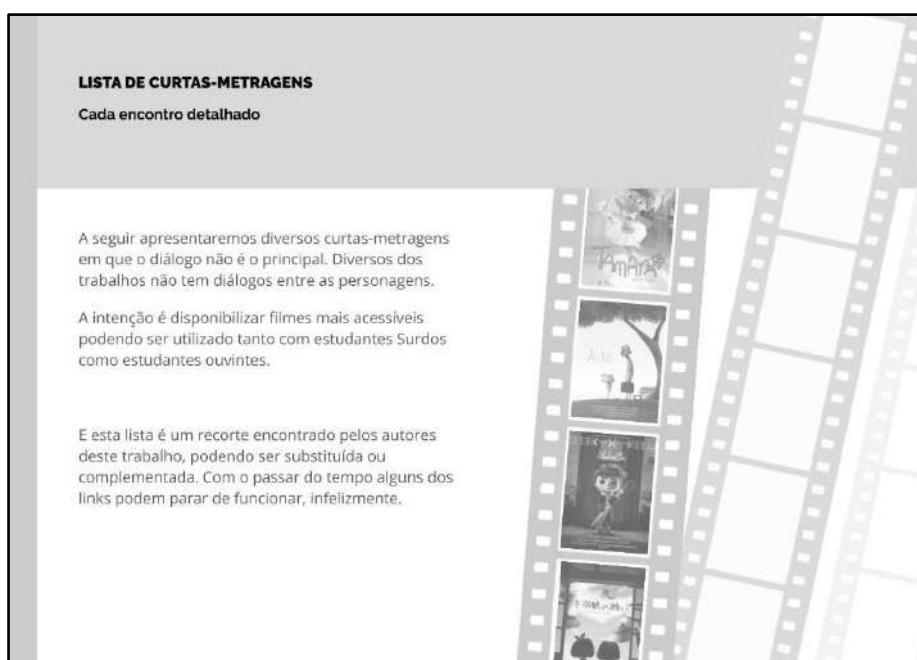 LISTA DE CURTAS-METRAGENS
Cada encontro detalhado
A seguir apresentaremos diversos curtas-metragens
em que o diálogo não é o principal. Diversos dos
trabalhos não tem diálogos entre as personagens.
A intenção é disponibilizar filmes mais acessíveis
podendo ser utilizado tanto com estudantes Surdos
como estudantes ouvintes.
E esta lista é um recorte encontrado pelos autores
deste trabalho, podendo ser substituída ou
complementada. Com o passar do tempo alguns dos
links podem parar de funcionar, infelizmente.
TAMARA
Alike